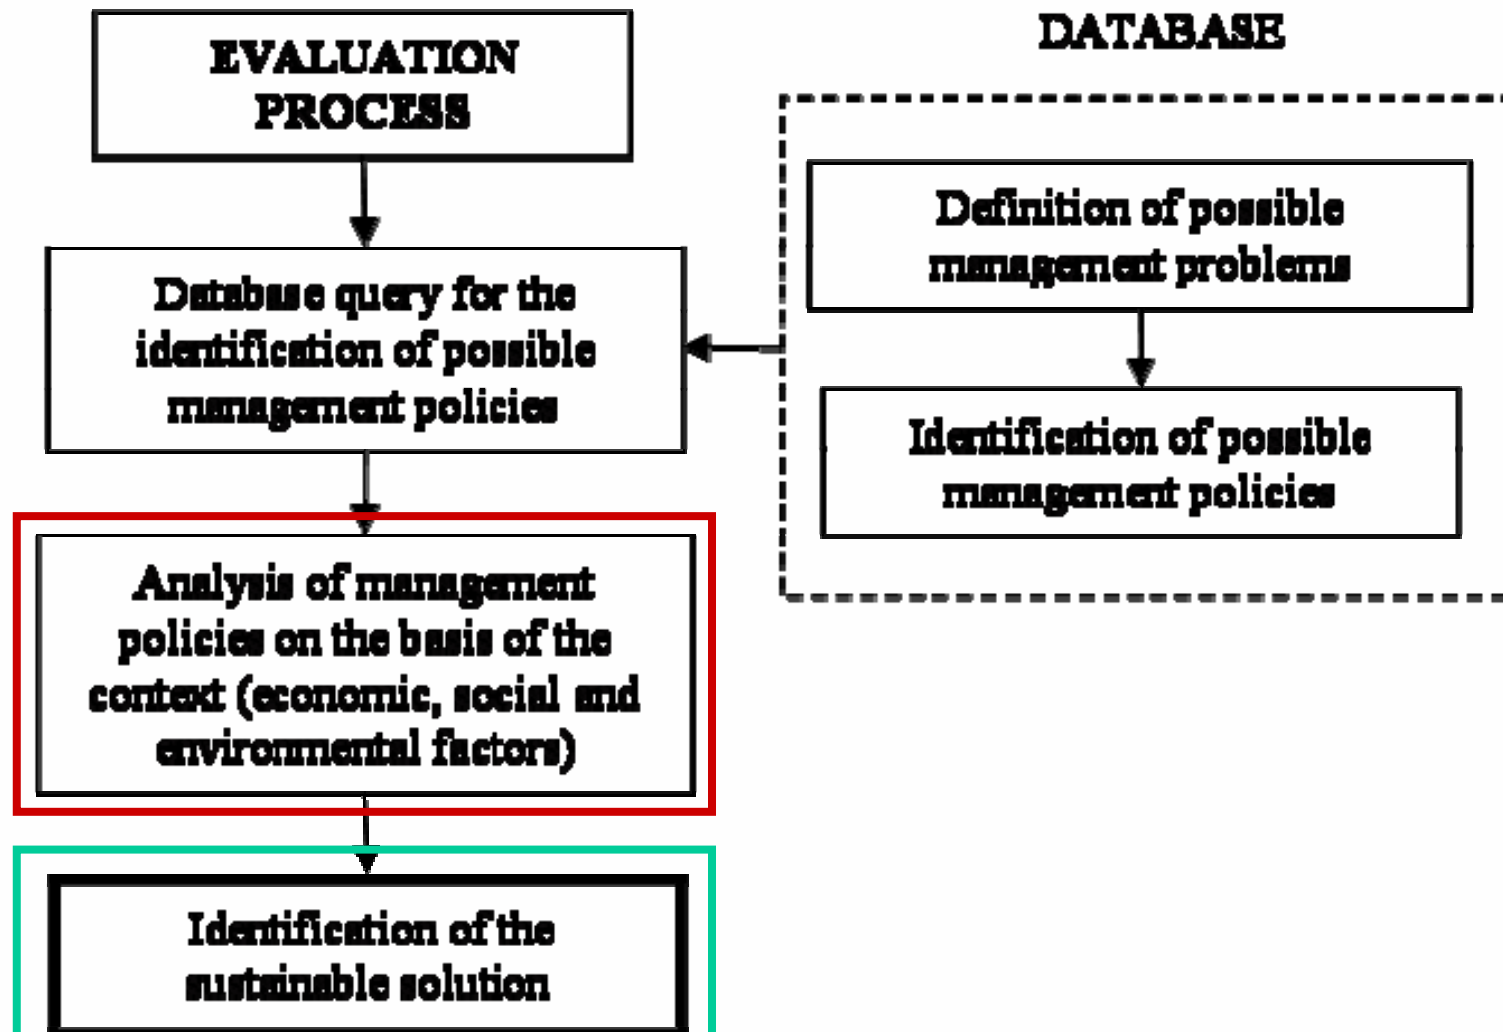 EVALUATION
PROCESS
Database query for the
identification of possible
management policies
Analysis of management
policies on the basis of the
context (economic, social and
environmental factors)
Identification of the
sustainable solution
DATABASE
Definition of possible
management problems
Identification of possible
management policies